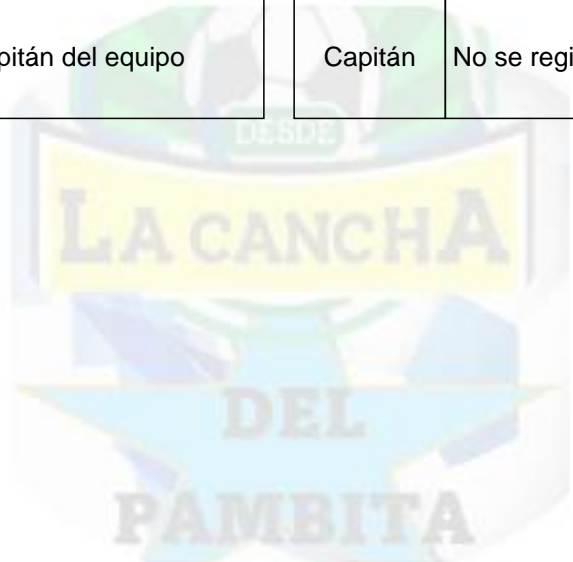 pitán del equipo Capitán No se regi
DESDE
LA CANCHA
DEL
PAMBITA